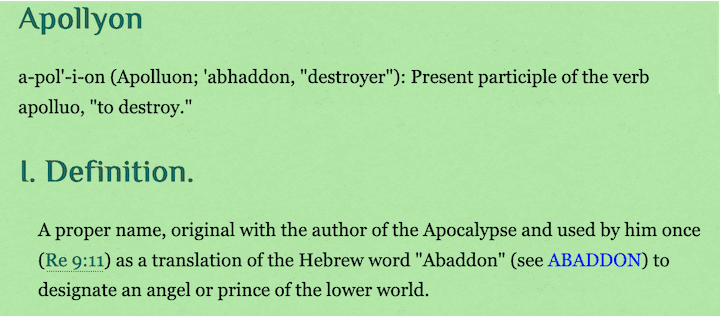 Apollyon
a-pol'-i-on (Apolluon; 'abhaddon, "destroyer"): Present participle of the verb
apolluo, "to destroy."
I. Definition.
A proper name, original with the author of the Apocalypse and used by him once
(Re 9:11) as a translation of the Hebrew word "Abaddon" (see ABADDON) to
designate an angel or prince of the lower world.